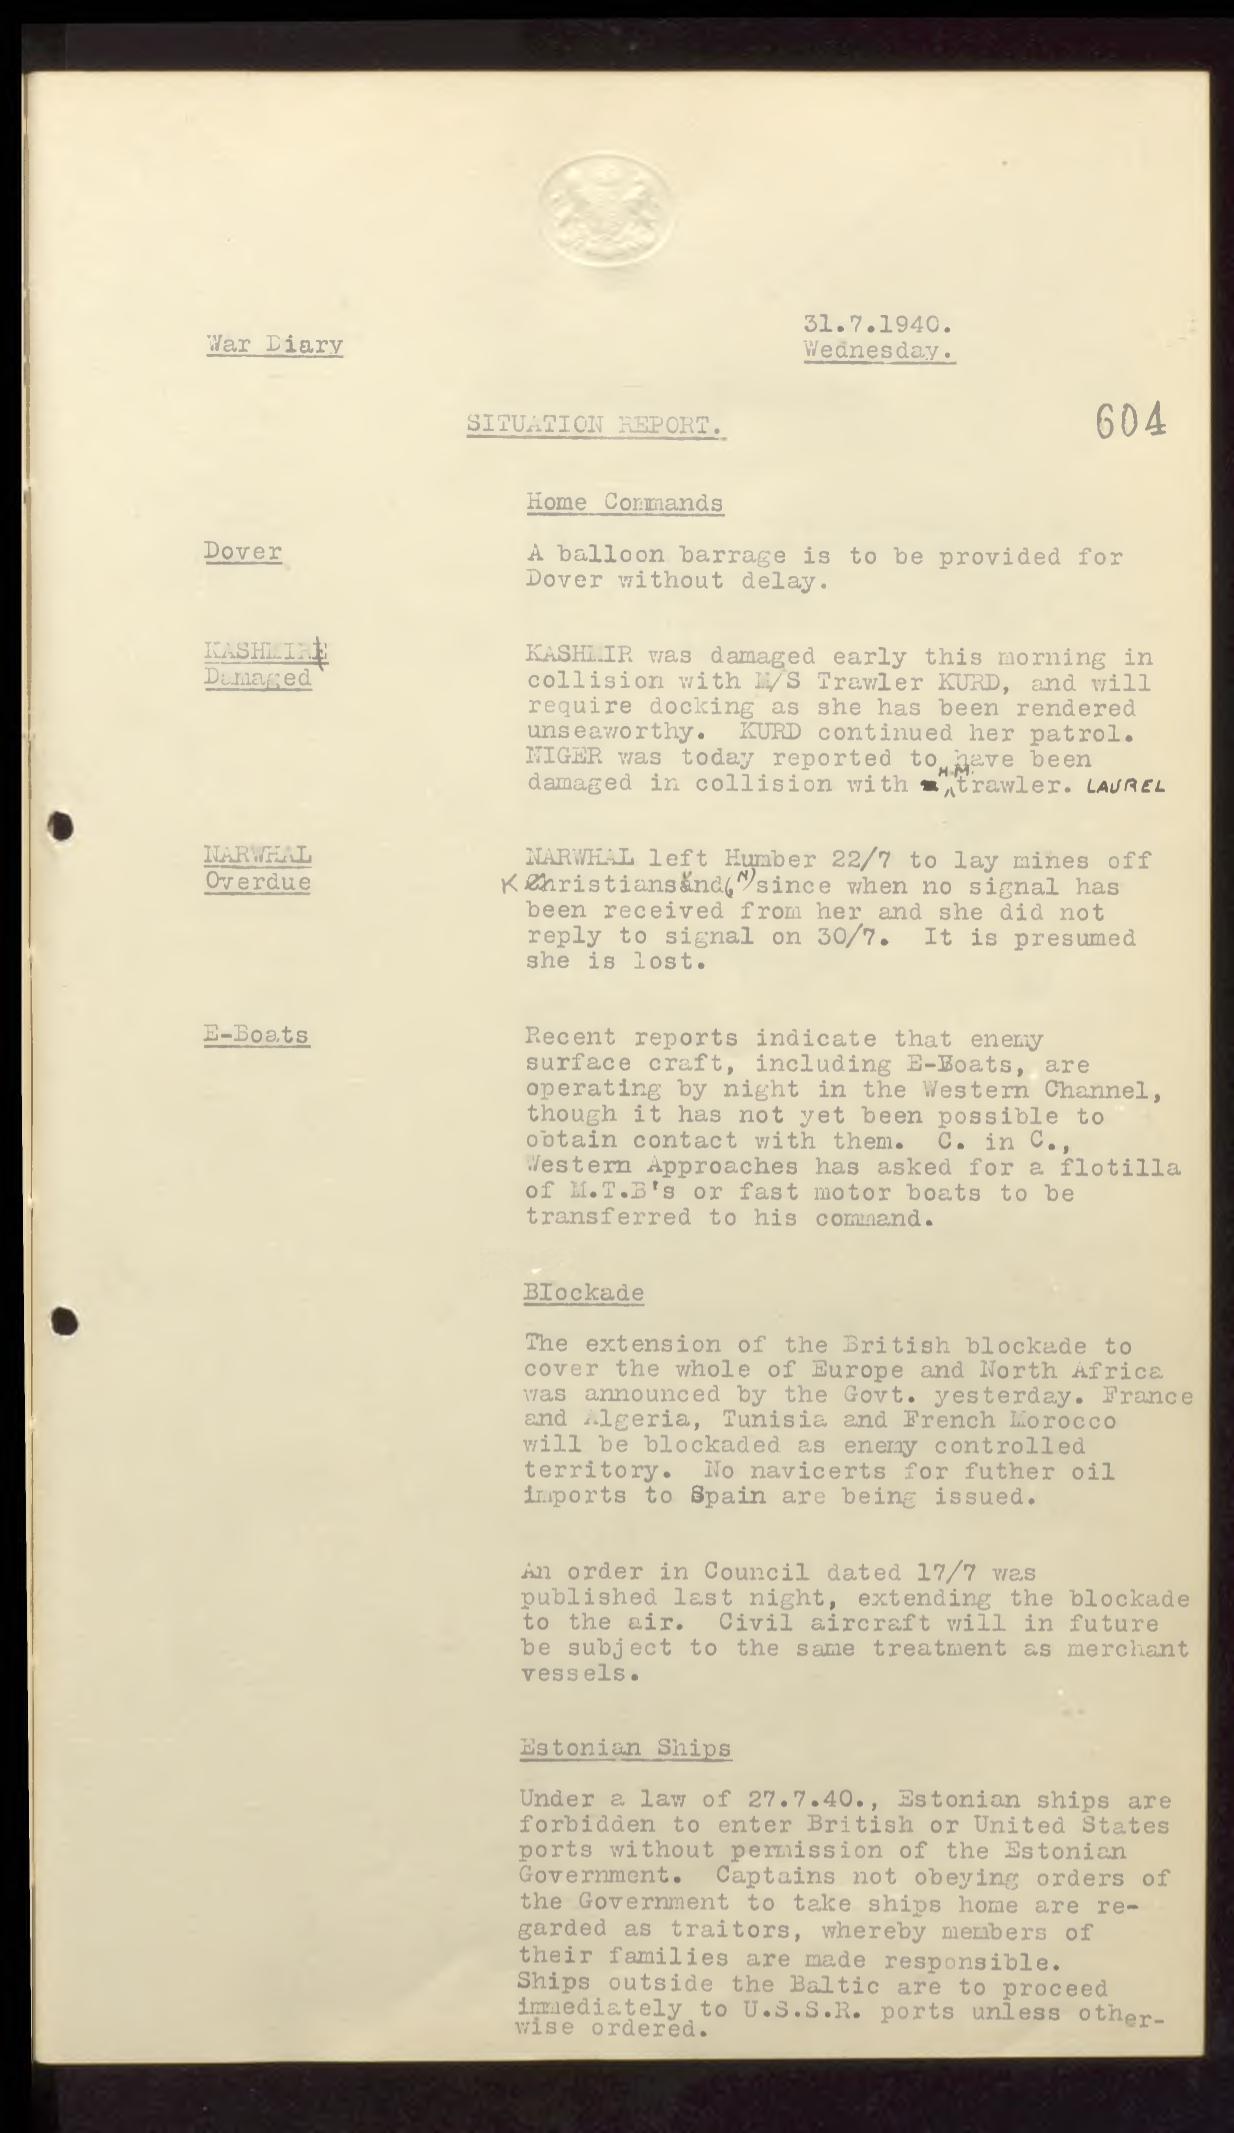 War Diary
31.7.1940.
Wednesday.
SITUATION REPORT.
604
Home Commands
Dover
A balloon barrage is to be provided for
Dover without delay.
KASHMIRE
Damaged
KASHMIR was damaged early this morning in
collision with M/S Trawler KURD, and will
require docking as she has been rendered
unseaworthy. KURD continued her patrol.
NIGER was today reported to have been
damaged in collision with H.M. trawler. LAUREL
NARWHAL
Overdue
NARWHAL left Humber 22/7 to lay mines off
Khristiansund(N) since when no signal has
been received from her and she did not
reply to signal on 30/7. It is presumed
she is lost.
E-Boats
Recent reports indicate that enemy
surface craft, including E-Boats, are
operating by night in the Western Channel,
though it has not yet been possible to
obtain contact with them. C. in C.,
Western Approaches has asked for a flotilla
of M.T.B's or fast motor boats to be
transferred to his command.
BIockade
The extension of the British blockade to
cover the whole of Europe and North Africa
was announced by the Govt. yesterday. France
and Algeria, Tunisia and French Morocco
will be blockaded as enemy controlled
territory. No navicerts for futher oil
imports to Spain are being issued.
An order in Council dated 17/7 was
published last night, extending the blockade
to the air. Civil aircraft will in future
be subject to the same treatment as merchant
vessels.
Estonian Ships
Under a law of 27.7.40., Estonian ships are
forbidden to enter British or United States
ports without permission of the Estonian
Government. Captains not obeying orders of
the Government to take ships home are re-
garded as traitors, whereby members of
their families are made responsible.
Ships outside the Baltic are to proceed
immediately to U.S.S.R. ports unless other-
wise ordered.